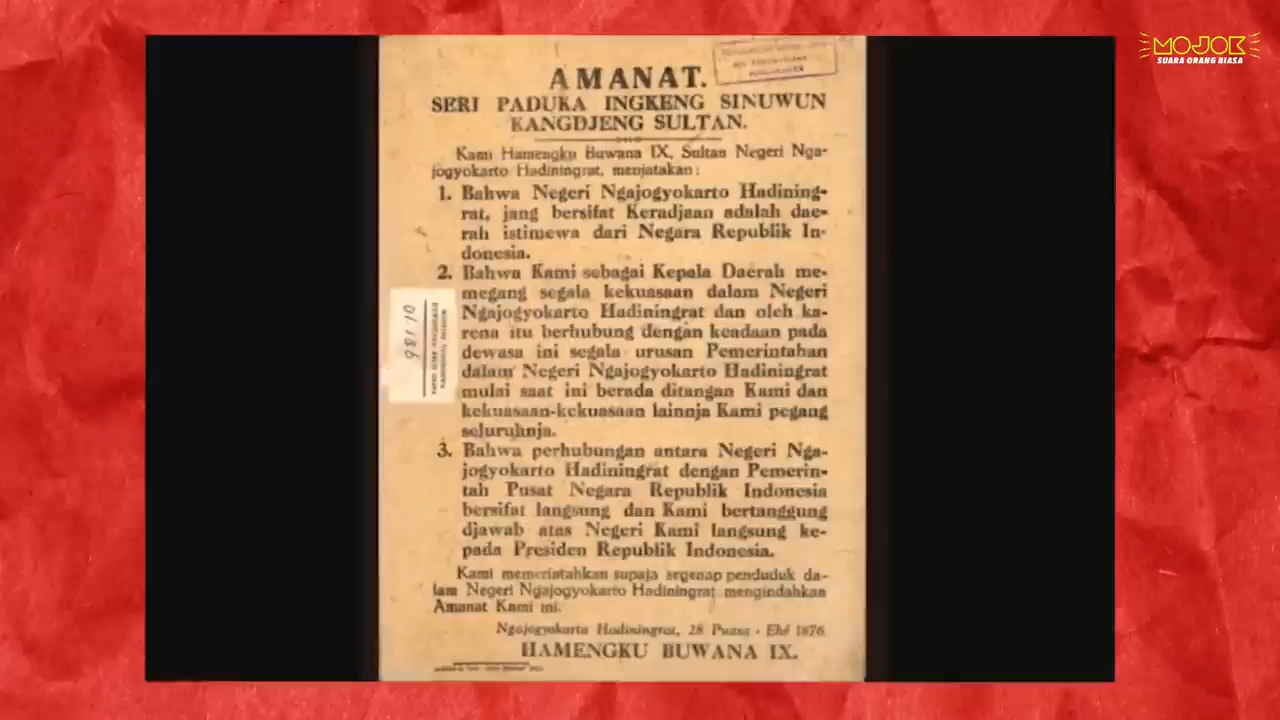 MOJOK
SUARA ORANG BIASA
AMANAT.
SERI PADUKA INGKENG SINUWUN
KANGDJENG SULTAN.
Kami Hamengku Buwana IX, Sultan Negeri Nga-
jogyokarto Hadiningrat, menjatakan :
1. Bahwa Negeri Ngajogyokarto Hadining-
rat, jang bersifat Keradjaan adalah dae-
rah istimewa dari Negara Republik In-
donesia.
2. Bahwa Kami sebagai Kepala Daerah me-
megang segala kekuasaan dalam Negeri
Ngajogyokarto Hadiningrat dan oleh ka-
rena itu berhubung dengan keadaan pada
dewasa ini segala urusan Pemerintahan
dalam Negeri Ngajogyokarto Hadiningrat
mulai saat ini berada ditangan Kami dan
kekuasaan-kekuasaan lainnja Kami pegang
seluruhnja.
3. Bahwa perhubungan antara Negeri Nga-
jogyokarto Hadiningrat dengan Pemerin-
tah Pusat Negara Republik Indonesia
bersifat langsung dan Kami bertanggung
djawab atas Negeri Kami langsung ke-
pada Presiden Republik Indonesia.
Kami memerintahkan supaja segenap penduduk da-
lam Negeri Ngajogyokarto Hadiningrat mengindahkan
Amanat Kami ini.
Ngajogyokarta Hadiningrat, 28 Puasa - Ehé 1876
HAMENGKU BUWANA IX.